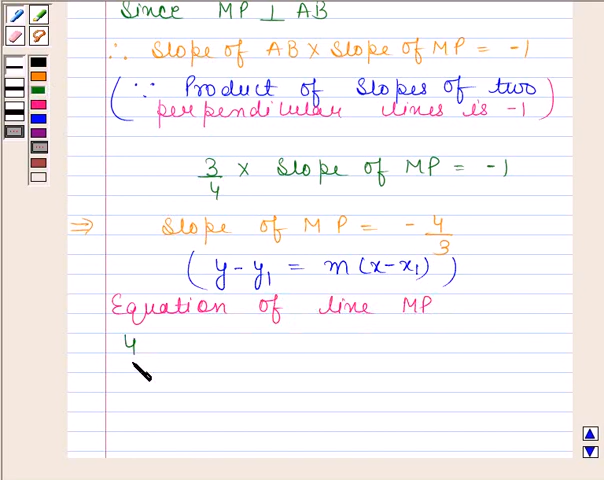 Since MP ⊥ AB
∴ Slope of AB × Slope of MP = -1
(∵ Product of Slopes of two
perpendicular lines is -1)
3/4 × Slope of MP = -1
⇒ Slope of MP = -4/3
(y-y₁ = m(x-x₁))
Equation of line MP
y